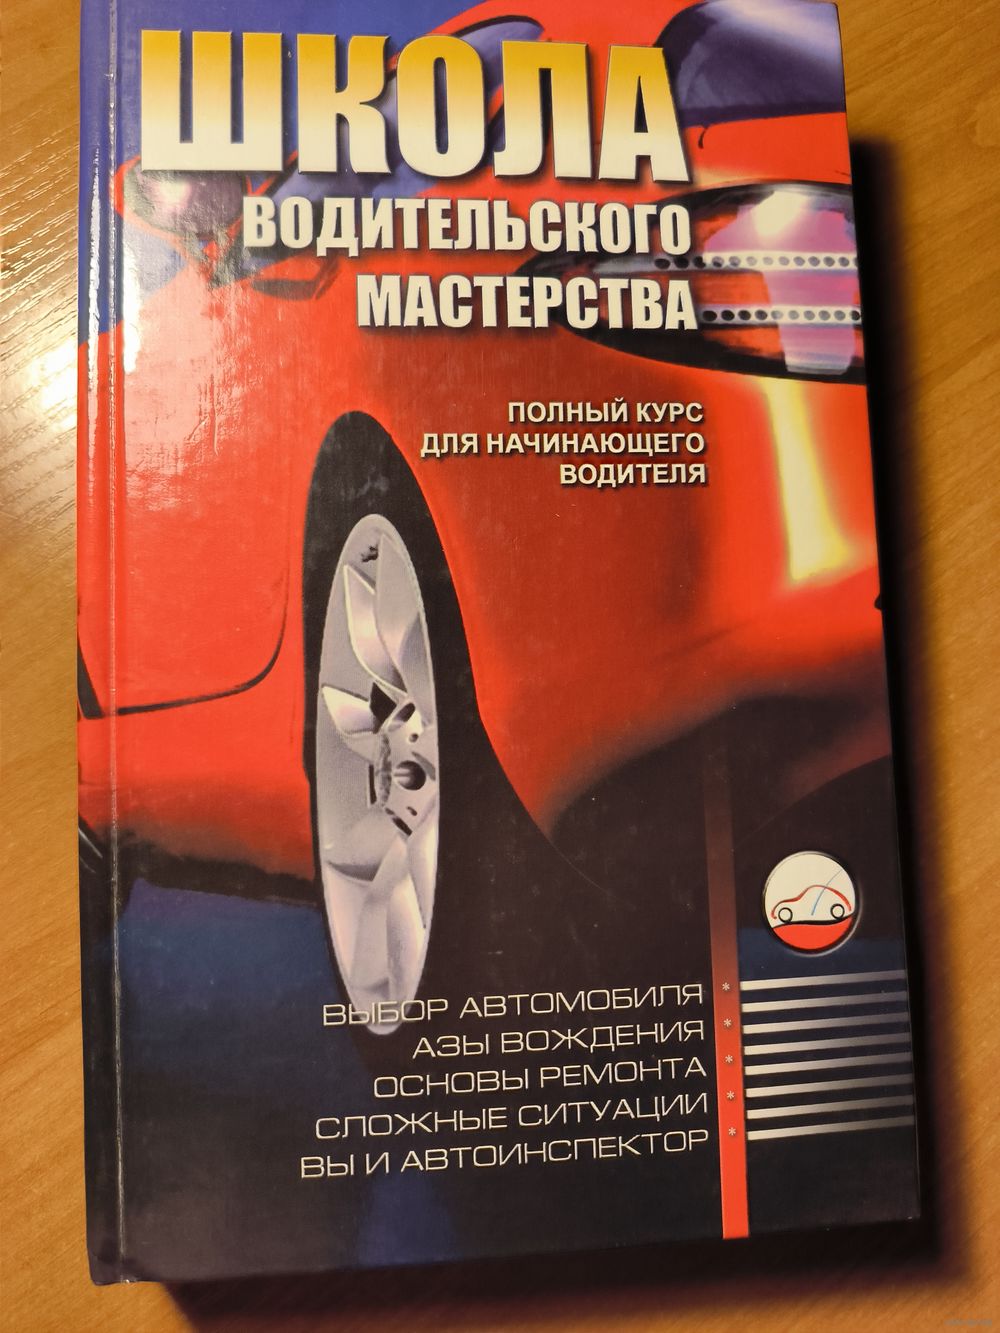 ШКОЛА
ВОДИТЕЛЬСКОГО
МАСТЕРСТВА
ПОЛНЫЙ КУРС
ДЛЯ НАЧИНАЮЩЕГО
ВОДИТЕЛЯ
ВЫБОР АВТОМОБИЛЯ *
АЗЫ ВОЖДЕНИЯ *
ОСНОВЫ РЕМОНТА *
СЛОЖНЫЕ СИТУАЦИИ *
ВЫ И АВТОИНСПЕКТОР *